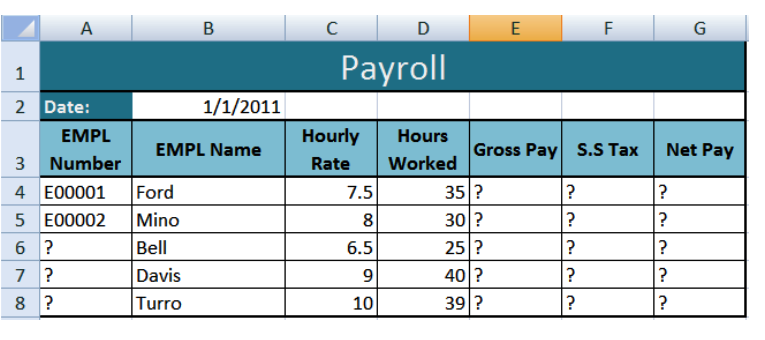 A B C D E F G
1 Payroll
2 Date: 1/1/2011
3 EMPL Number EMPL Name Hourly Rate Hours Worked Gross Pay S.S Tax Net Pay
4 E00001 Ford 7.5 35 ? ? ?
5 E00002 Mino 8 30 ? ? ?
6 ? Bell 6.5 25 ? ? ?
7 ? Davis 9 40 ? ? ?
8 ? Turro 10 39 ? ? ?